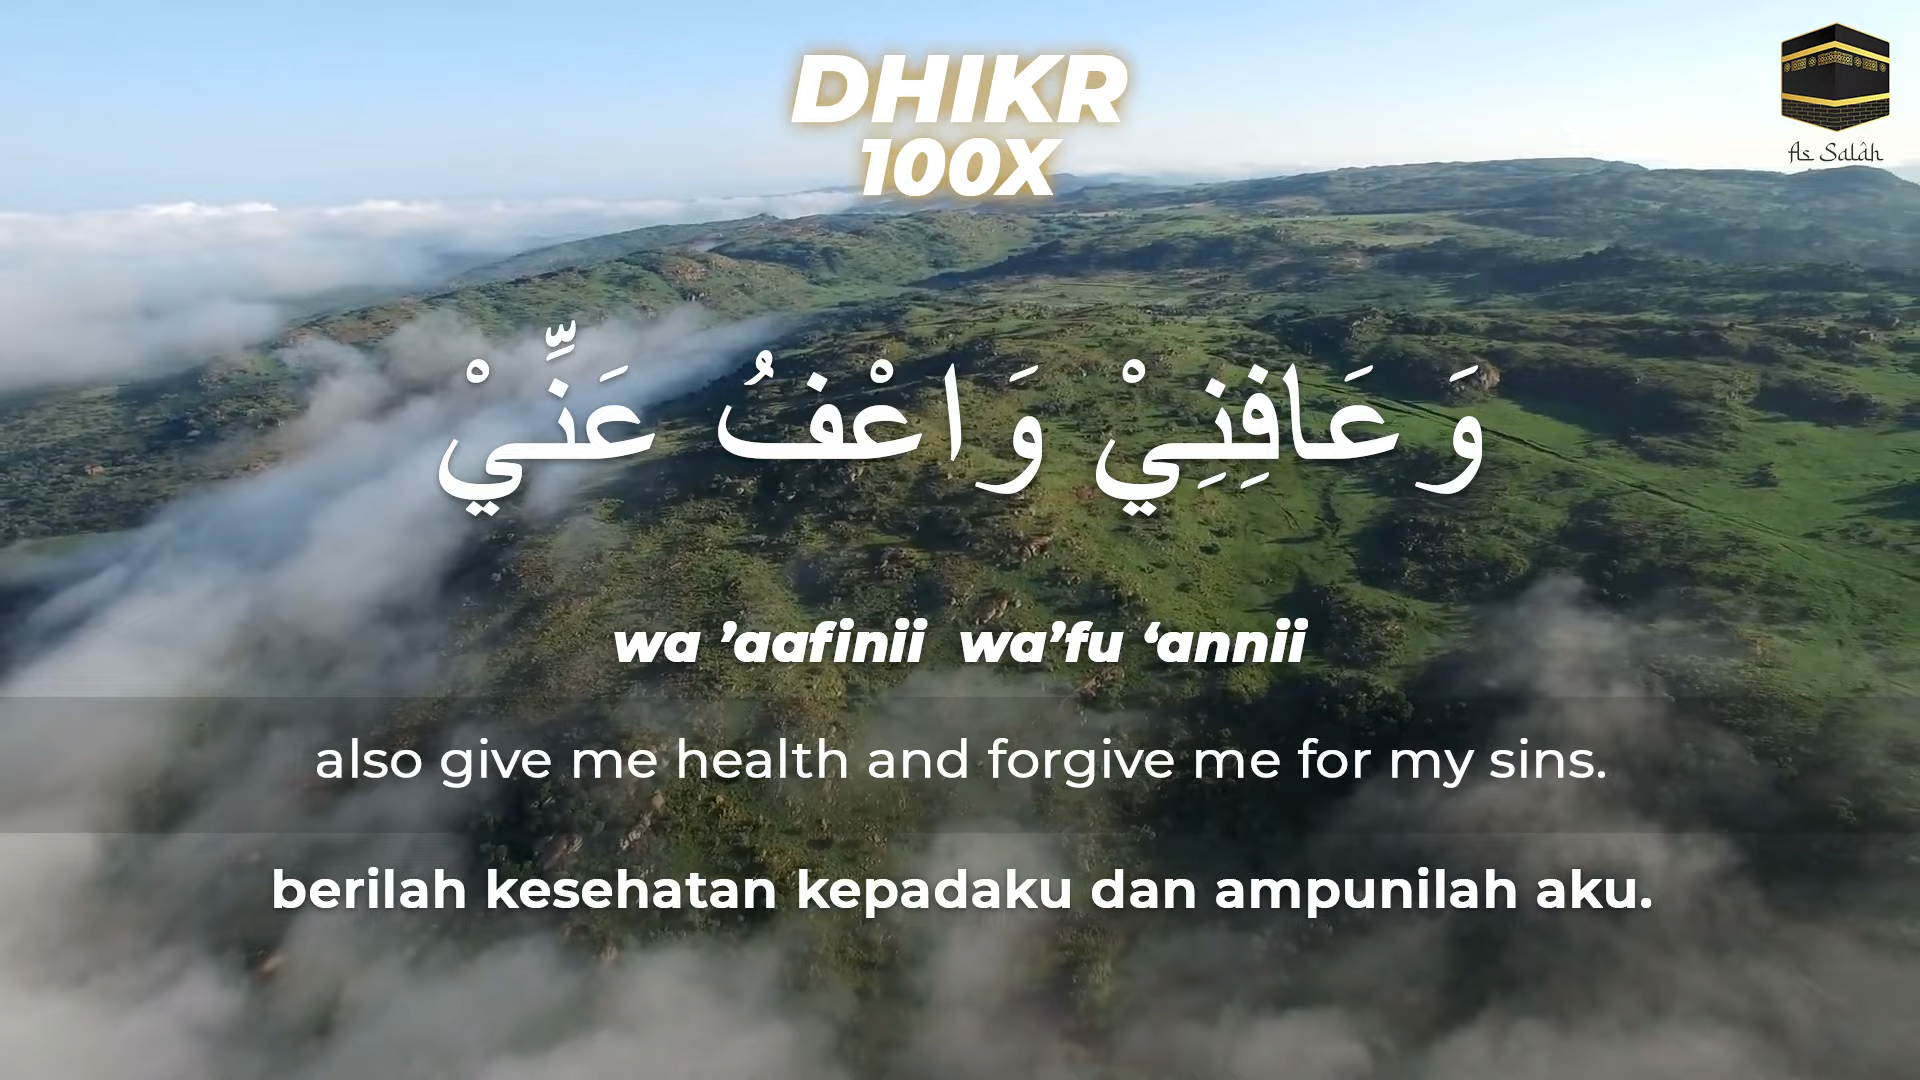 DHIKR
100X
As Salâh
وَ عَافِنِيْ وَ اعْفُ عَنِّيْ
wa ’aafinii wa’fu ‘annii
also give me health and forgive me for my sins.
berilah kesehatan kepadaku dan ampunilah aku.